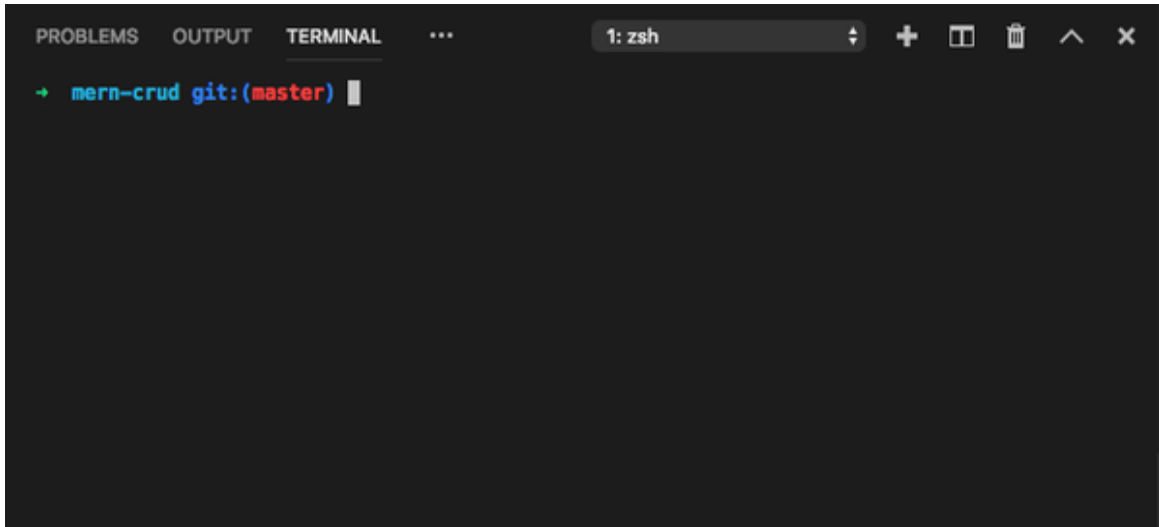 PROBLEMS OUTPUT TERMINAL ••• 1: zsh
→ mern-crud git:(master)